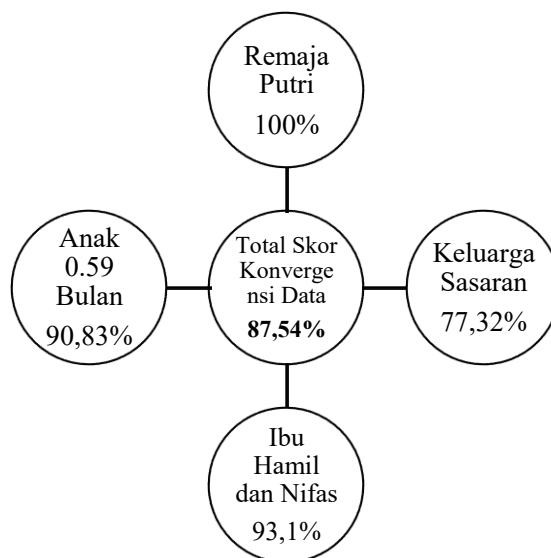 Remaja
Putri
100%
Anak
0.59
Bulan
90,83%
Total Skor
Konverge
nsi Data
87,54%
Keluarga
Sasaran
77,32%
Ibu
Hamil
dan Nifas
93,1%